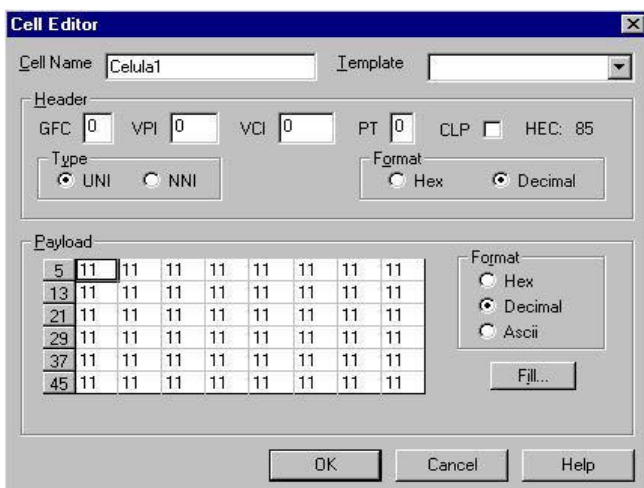 Cell Editor
Cell Name Celula1 Template
Header
GFC 0 VPI 0 VCI 0 PT 0 CLP HEC: 85
Type
UNI NNI
Format
Hex Decimal
Payload
5 11 11 11 11 11 11 11 11
13 11 11 11 11 11 11 11 11
21 11 11 11 11 11 11 11 11
29 11 11 11 11 11 11 11 11
37 11 11 11 11 11 11 11 11
45 11 11 11 11 11 11 11 11
Format
Hex
Decimal
Ascii
Fill...
OK Cancel Help